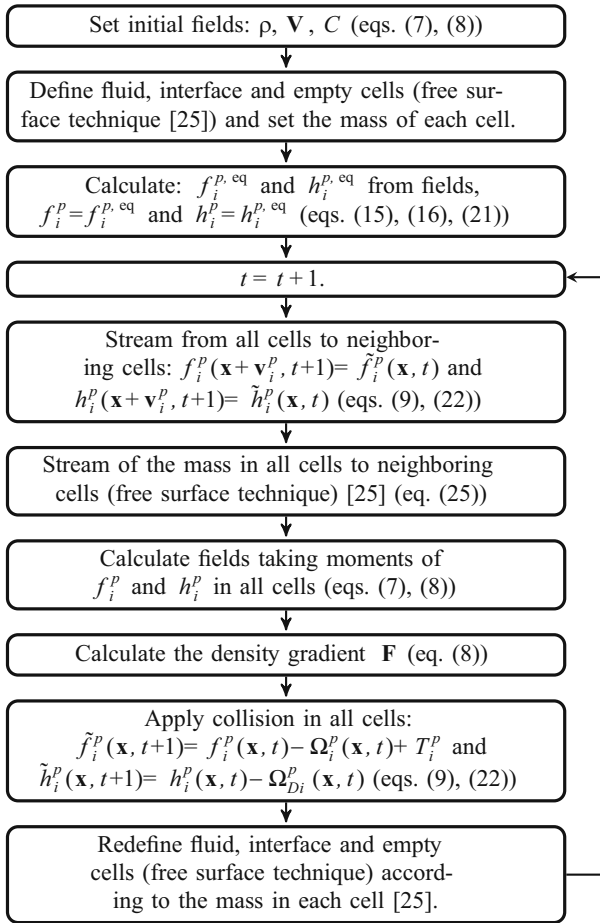 Set initial fields: ρ, V , C (eqs. (7), (8))
Define fluid, interface and empty cells (free sur-
face technique [25]) and set the mass of each cell.
Calculate: f_i^{p, eq} and h_i^{p, eq} from fields,
f_i^p = f_i^{p, eq} and h_i^p = h_i^{p, eq} (eqs. (15), (16), (21))
t = t + 1.
Stream from all cells to neighbor-
ing cells: f_i^p(x + v_i^p, t+1) = f̃_i^p(x, t) and
h_i^p(x + v_i^p, t+1) = h̃_i^p(x, t) (eqs. (9), (22))
Stream of the mass in all cells to neighboring
cells (free surface technique) [25] (eq. (25))
Calculate fields taking moments of
f_i^p and h_i^p in all cells (eqs. (7), (8))
Calculate the density gradient F (eq. (8))
Apply collision in all cells:
f̃_i^p(x, t+1) = f_i^p(x, t) − Ω_i^p(x, t) + T_i^p and
h̃_i^p(x, t+1) = h_i^p(x, t) − Ω_{Di}^p (x, t) (eqs. (9), (22))
Redefine fluid, interface and empty
cells (free surface technique) accord-
ing to the mass in each cell [25].